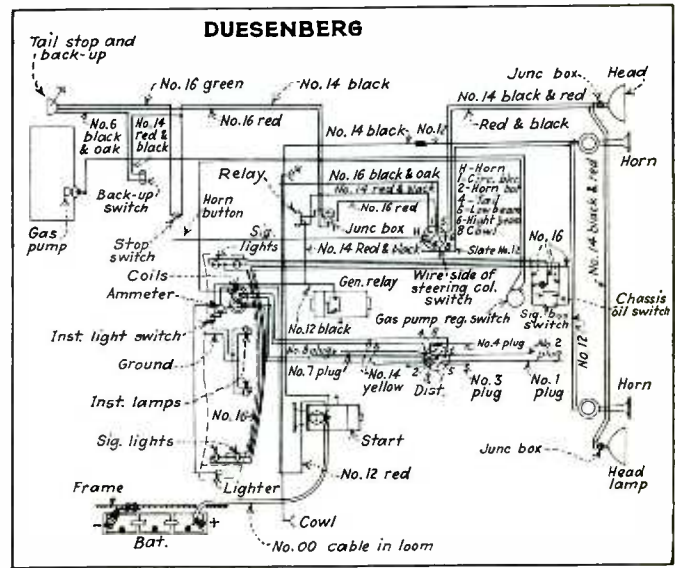 DUESENBERG
Tail stop and
back-up
No. 16 green
No. 14 black
No. 16 red
No. 6
black
& oak
No. 14
red &
black
Junc box
Head
No. 14 black & red
Red & black
No. 14 black
No. 12
Horn
Gas
pump
Back-up
switch
Stop
switch
Horn
button
Relay
No. 16 black & oak
No. 14 red & black
No. 16 red
Junc box
No. 14 Red & black
H-Horn
2-Horn but
4-Tail
5-Low beam
8 Cowl
Slate No. 12
No. 16
No. 14 black & red
Sig.
lights
Coils
Ammeter
Gen. relay
Wire side of
steering col.
switch
Gas pump reg. switch
switch
Chassis
oil switch
No. 12
Inst. light switch
No. 12 black
Ground
No. 7 plug
No. 14
yellow
2
Dist.
No. 4 plug
No. 3
plug
No. 2
plug
No. 1
plug
Inst. lamps
No. 16
Horn
Start
Sig. lights
No. 12 red
Junc box
Head
lamp
Frame
Lighter
-
+
Bat.
Cowl
No. 00 cable in loom